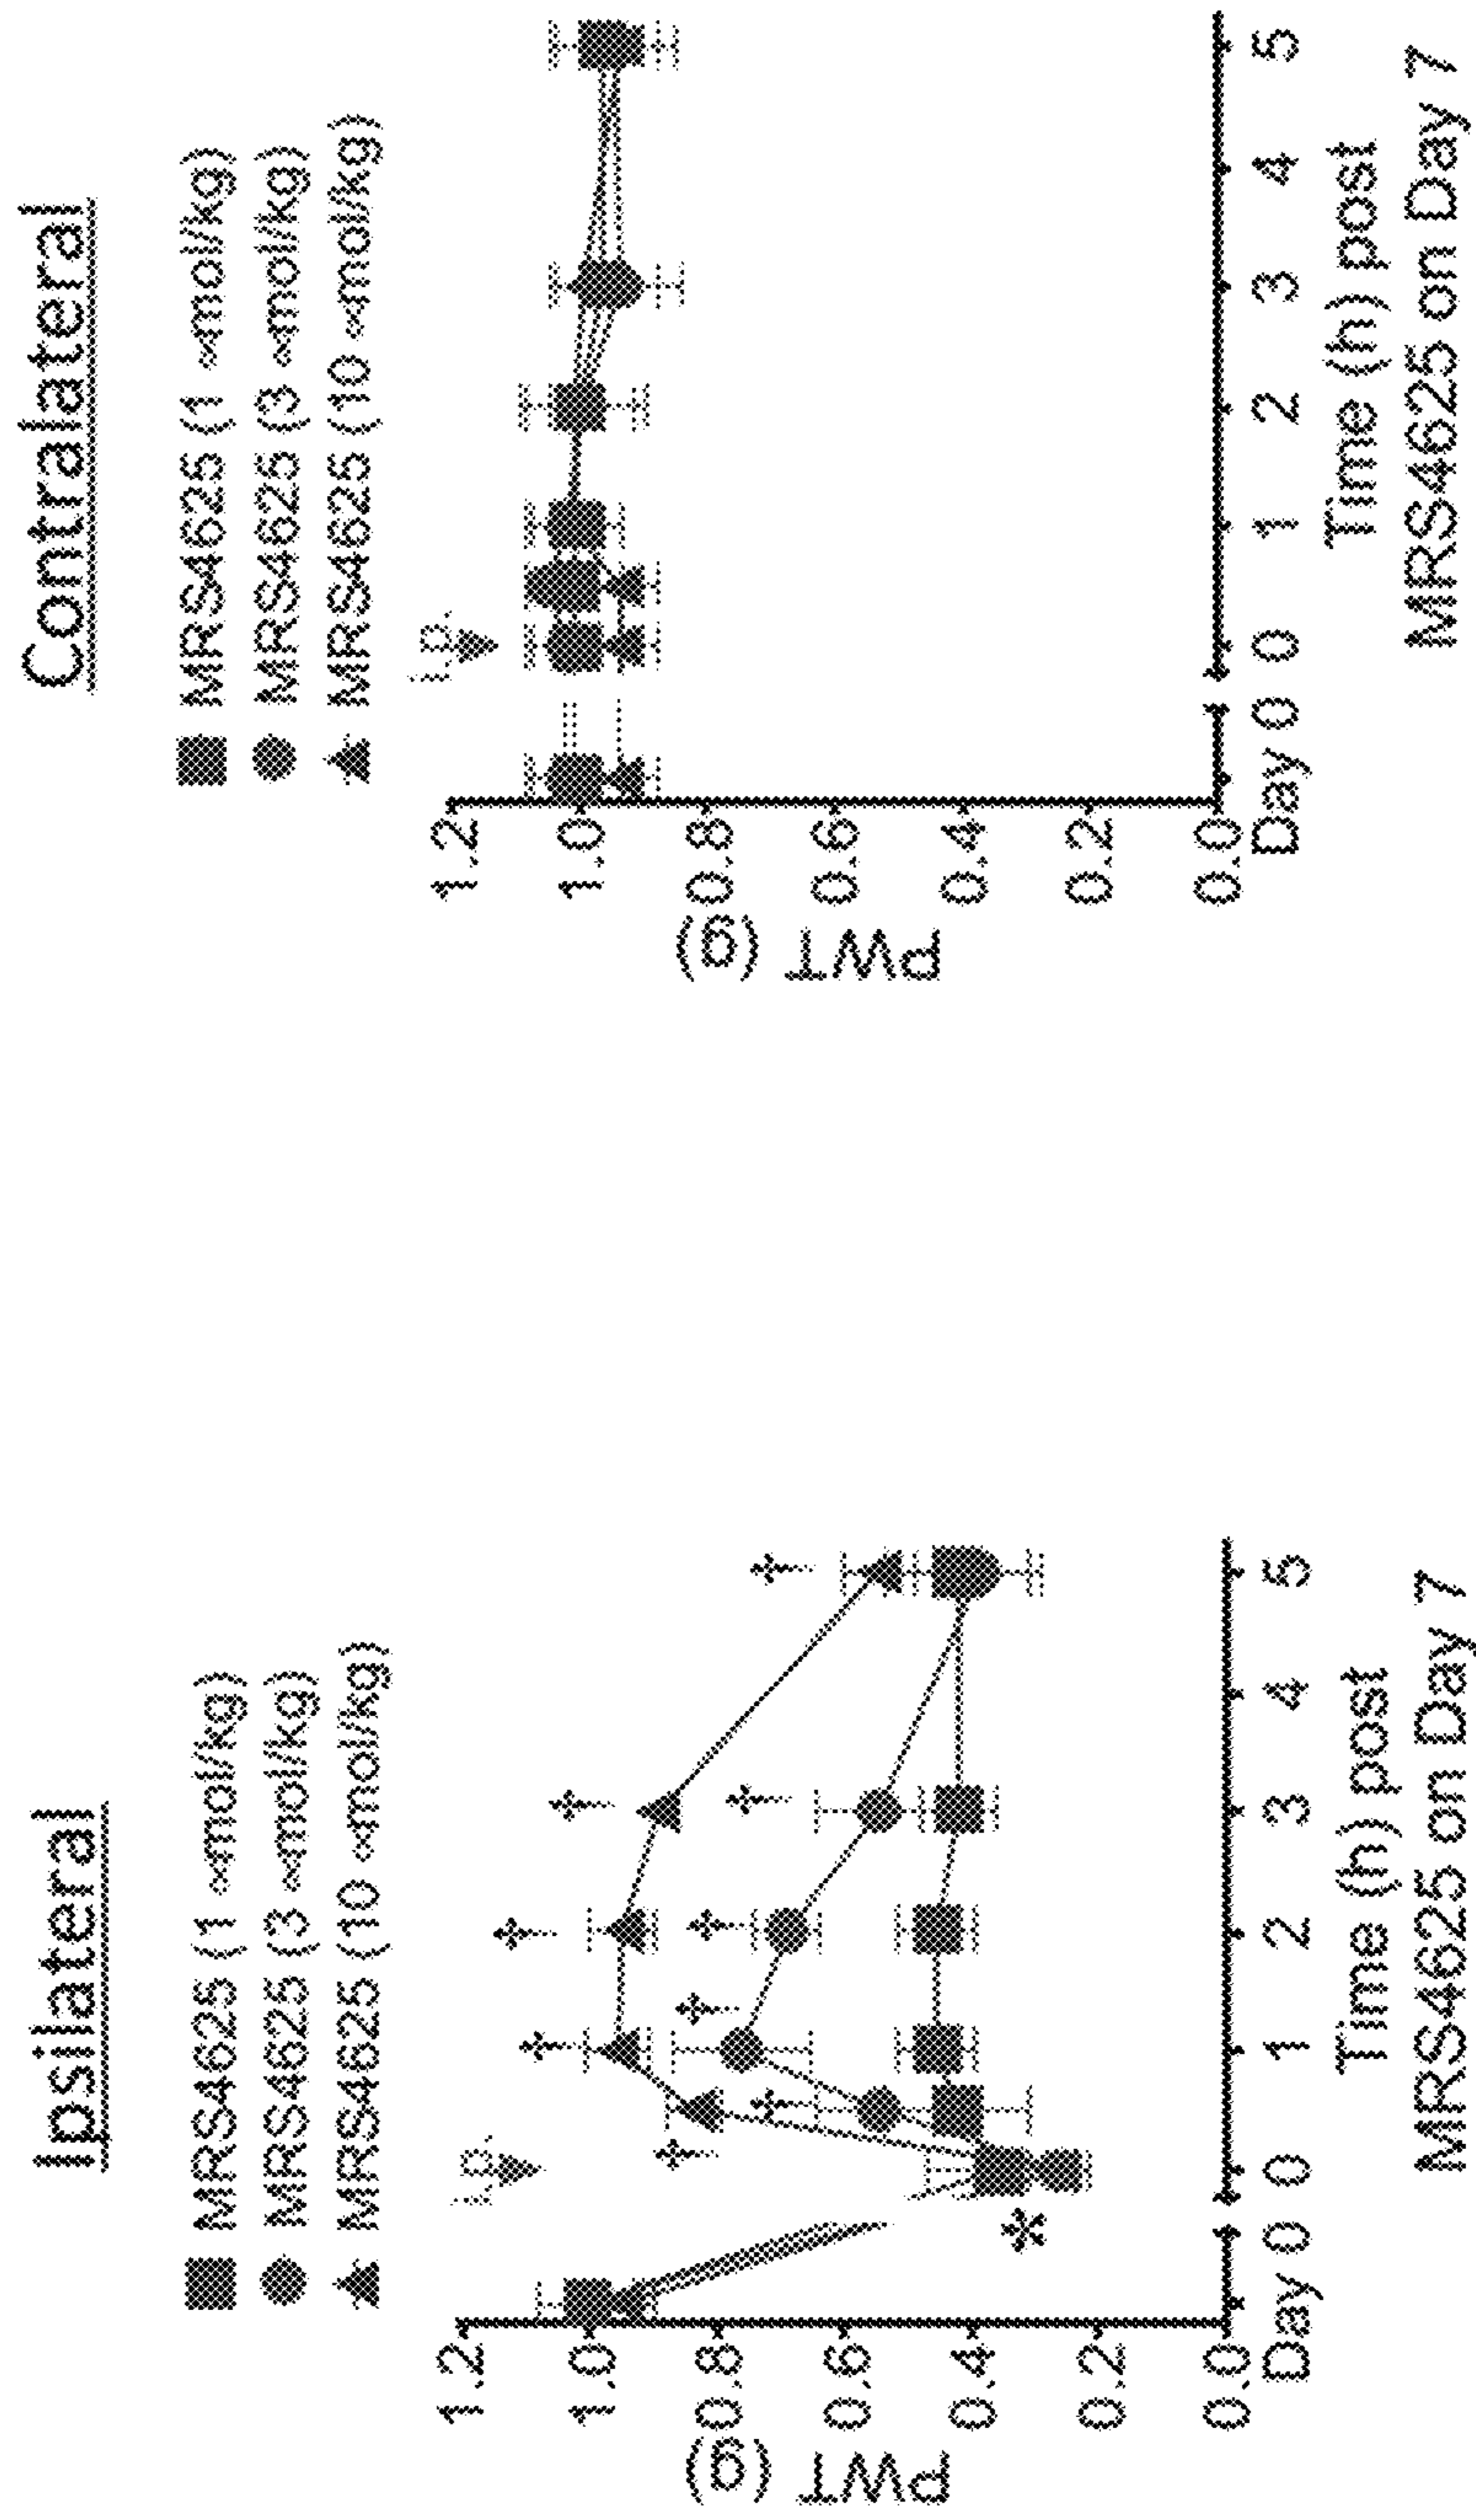 Ipsilateral
MRS4625 (1 mol/kg)
MRS4625 (3 mol/kg)
MRS4625 (10 mol/kg)
i.p.
PWT (g)
1.2
1.0
0.8
0.6
0.4
0.2
0.0
*
† † † † † † † † †
Day 0 0 1 2 3 4 5
Time (h) post
MRS4625 on Day 7
Contralateral
MRS4625 (1 mol/kg)
MRS4625 (3 mol/kg)
MRS4625 (10 mol/kg)
i.p.
PWT (g)
1.2
1.0
0.8
0.6
0.4
0.2
0.0
Day 0 0 1 2 3 4 5
Time (h) post
MRS4625 on Day 7